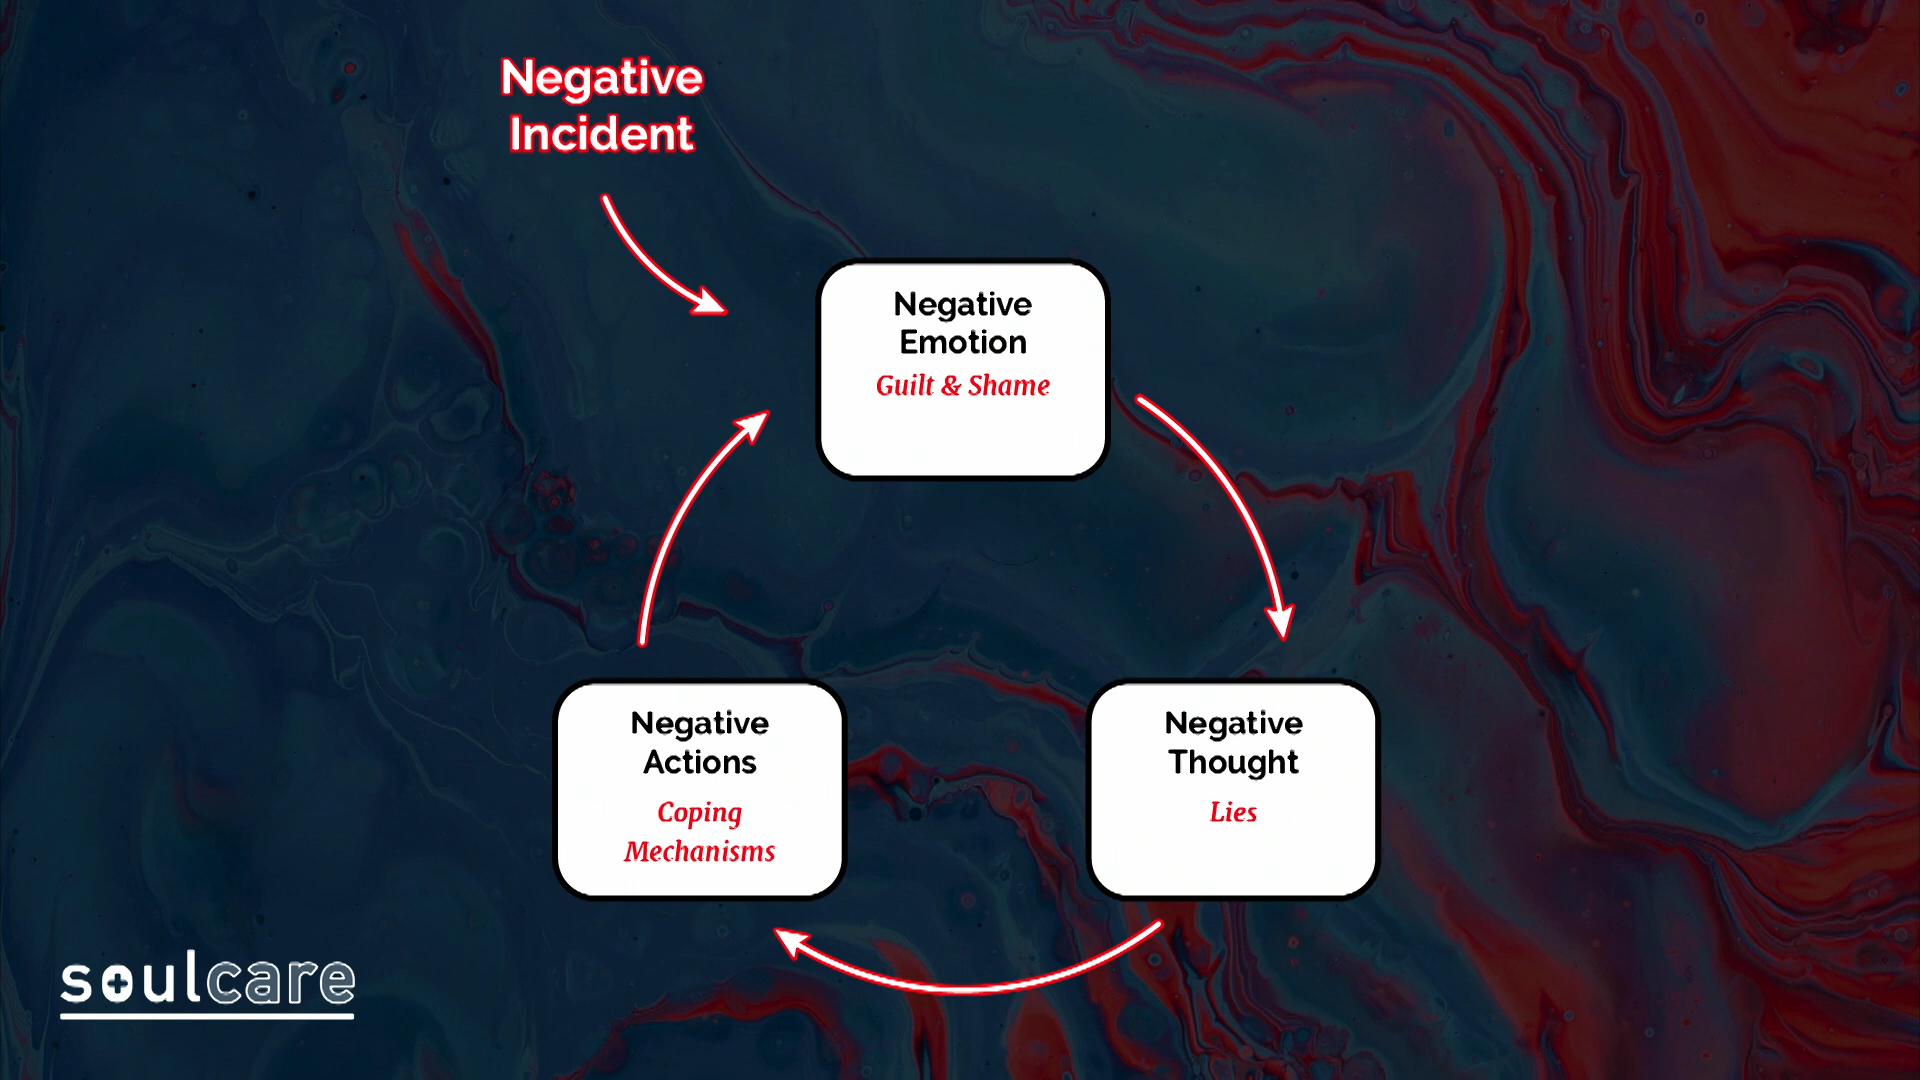 Negative
Incident
Negative
Emotion
Guilt & Shame
Negative
Actions
Coping
Mechanisms
Negative
Thought
Lies
soulcare